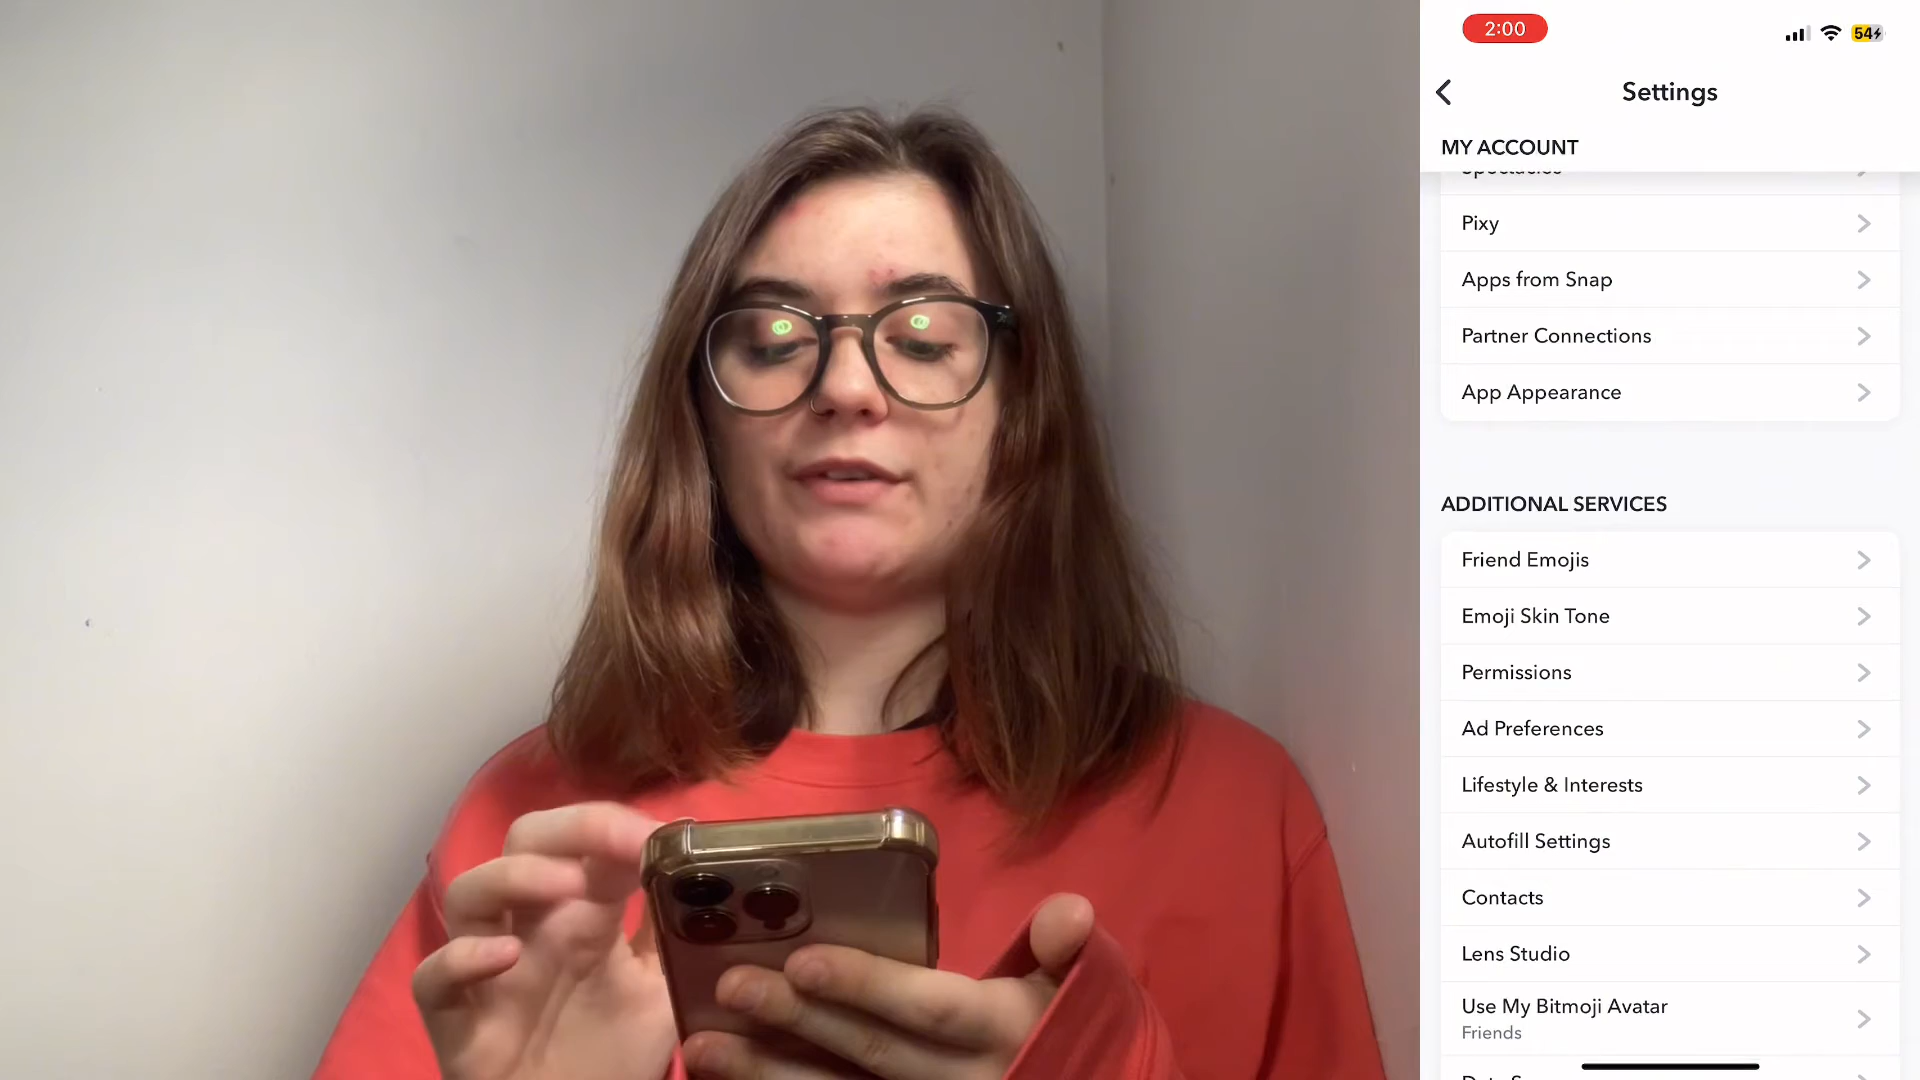 2:00
54
Settings
MY ACCOUNT
Spectacles
Pixy
Apps from Snap
Partner Connections
App Appearance
ADDITIONAL SERVICES
Friend Emojis
Emoji Skin Tone
Permissions
Ad Preferences
Lifestyle & Interests
Autofill Settings
Contacts
Lens Studio
Use My Bitmoji Avatar
Friends